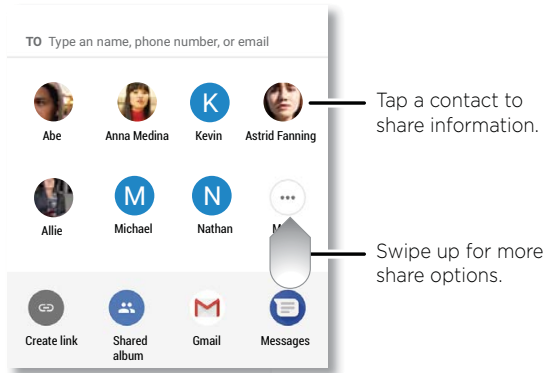 TO Type an name, phone number, or email
K
Abe Anna Medina Kevin Astrid Fanning
Tap a contact to
share information.
M N
Allie Michael Nathan
Swipe up for more
share options.
Create link Shared album Gmail Messages